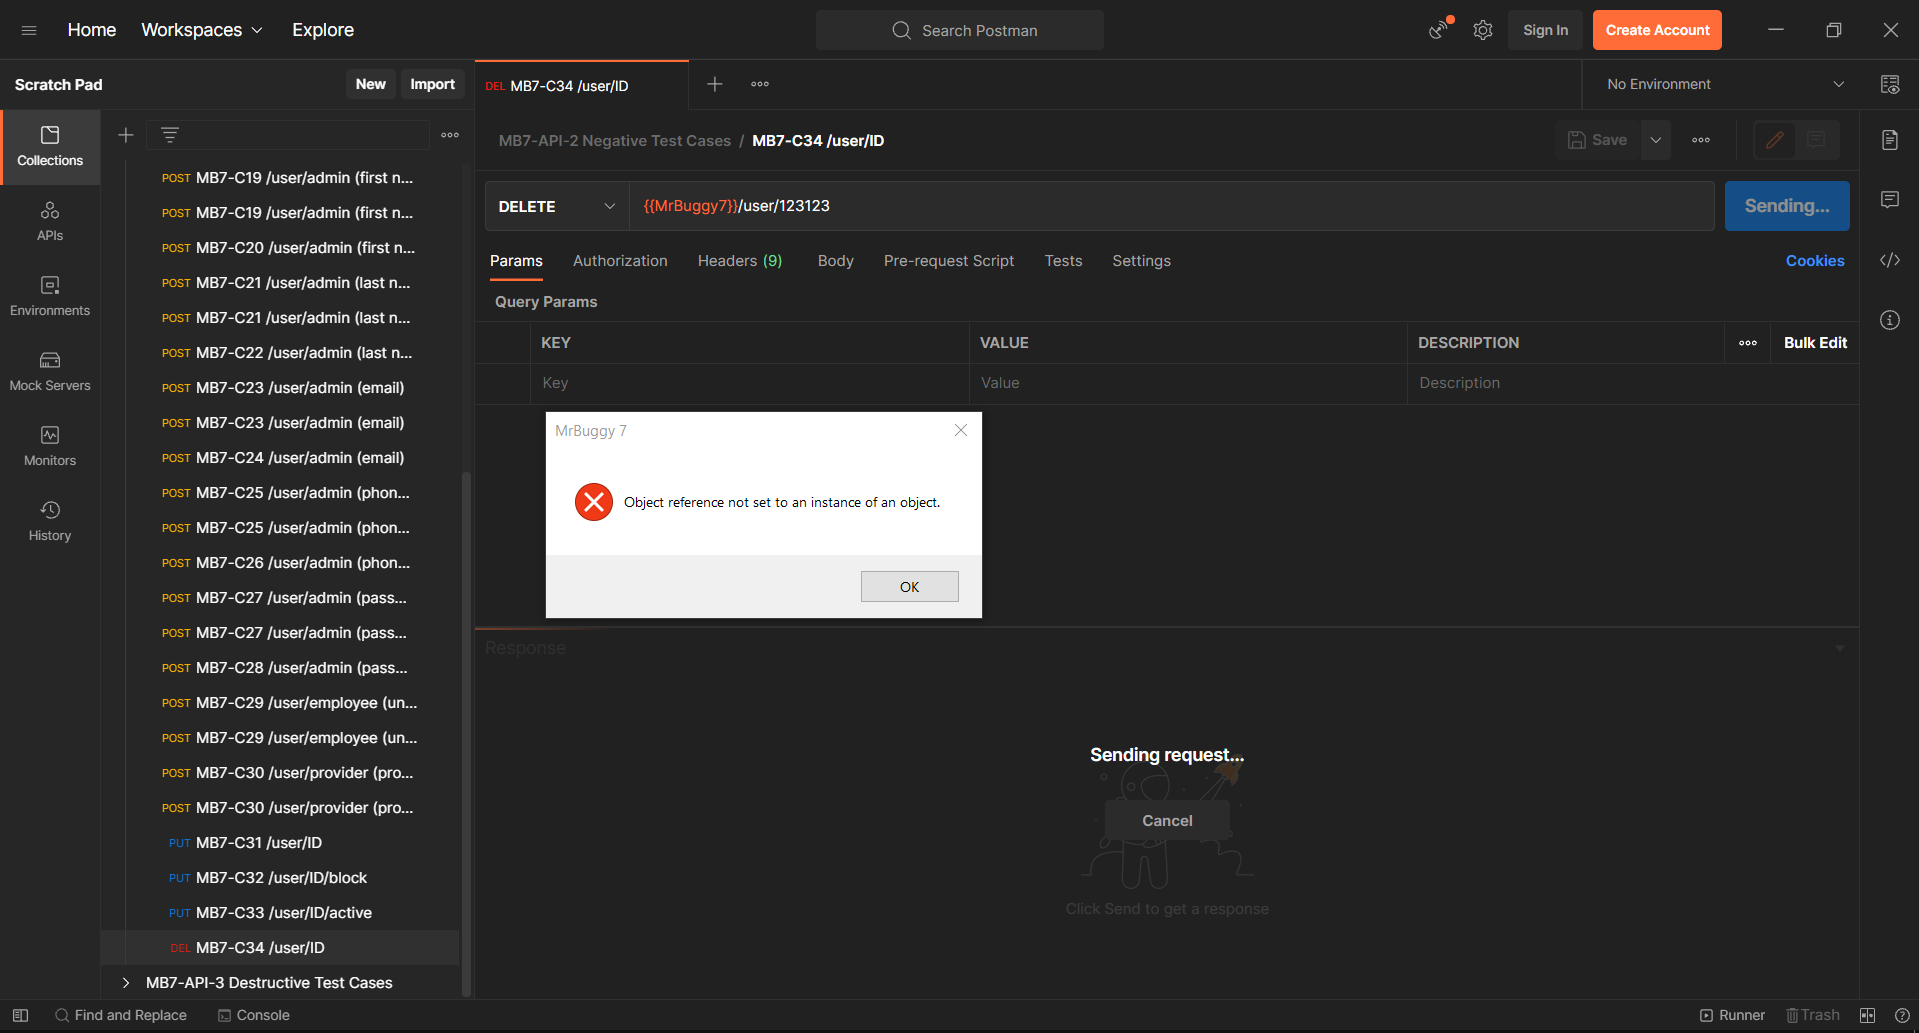 Home
Workspaces
Explore
Search Postman
Sign In
Create Account
Scratch Pad
New
Import
DEL MB7-C34 /user/ID
No Environment
Collections
APIs
Environments
Mock Servers
Monitors
History
POST MB7-C19 /user/admin (first n...
POST MB7-C19 /user/admin (first n...
POST MB7-C20 /user/admin (first n...
POST MB7-C21 /user/admin (last n...
POST MB7-C21 /user/admin (last n...
POST MB7-C22 /user/admin (last n...
POST MB7-C23 /user/admin (email)
POST MB7-C23 /user/admin (email)
POST MB7-C24 /user/admin (email)
POST MB7-C25 /user/admin (phon...
POST MB7-C25 /user/admin (phon...
POST MB7-C26 /user/admin (phon...
POST MB7-C27 /user/admin (pass...
POST MB7-C27 /user/admin (pass...
POST MB7-C28 /user/admin (pass...
POST MB7-C29 /user/employee (un...
POST MB7-C29 /user/employee (un...
POST MB7-C30 /user/provider (pro...
POST MB7-C30 /user/provider (pro...
PUT MB7-C31 /user/ID
PUT MB7-C32 /user/ID/block
PUT MB7-C33 /user/ID/active
DEL MB7-C34 /user/ID
MB7-API-3 Destructive Test Cases
MB7-API-2 Negative Test Cases / MB7-C34 /user/ID
Save
DELETE
{{MrBuggy7}}/user/123123
Sending...
Params
Authorization
Headers (9)
Body
Pre-request Script
Tests
Settings
Cookies
Query Params
KEY
VALUE
DESCRIPTION
Bulk Edit
Key
Value
Description
MrBuggy 7
Object reference not set to an instance of an object.
OK
Response
Sending request...
Cancel
Click Send to get a response
Find and Replace
Console
Runner
Trash